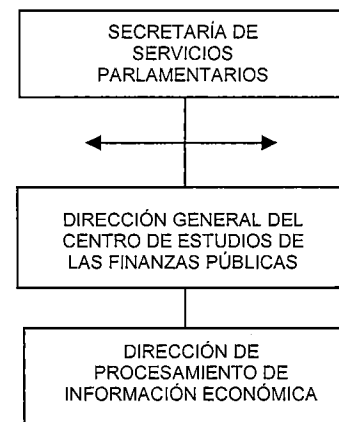 SECRETARÍA DE
SERVICIOS
PARLAMENTARIOS
DIRECCIÓN GENERAL DEL
CENTRO DE ESTUDIOS DE
LAS FINANZAS PÚBLICAS
DIRECCIÓN DE
PROCESAMIENTO DE
INFORMACIÓN ECONÓMICA